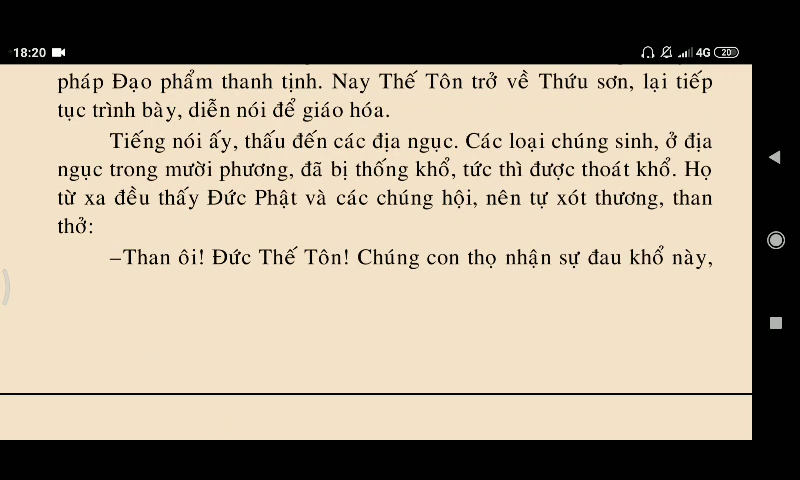 18:20
4G 20
pháp Đạo phẩm thanh tịnh. Nay Thế Tôn trở về Thứu sơn, lại tiếp
tục trình bày, diễn nói để giáo hóa.
Tiếng nói ấy, thấu đến các địa ngục. Các loại chúng sinh, ở địa
ngục trong mười phương, đã bị thống khổ, tức thì được thoát khổ. Họ
từ xa đều thấy Đức Phật và các chúng hội, nên tự xót thương, than
thở:
–Than ôi! Đức Thế Tôn! Chúng con thọ nhận sự đau khổ này,